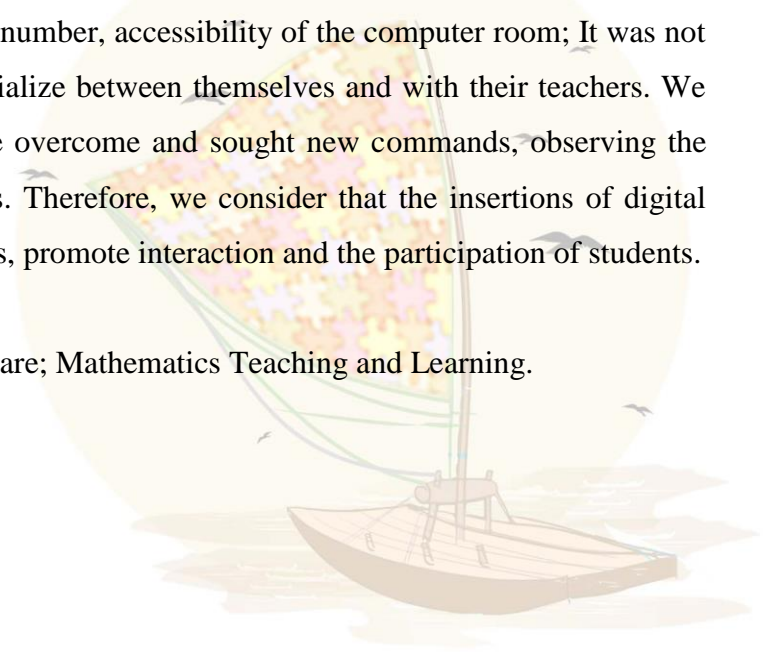 number, accessibility of the computer room; It was not
ialize between themselves and with their teachers. We
e overcome and sought new commands, observing the
s. Therefore, we consider that the insertions of digital
s, promote interaction and the participation of students.
are; Mathematics Teaching and Learning.